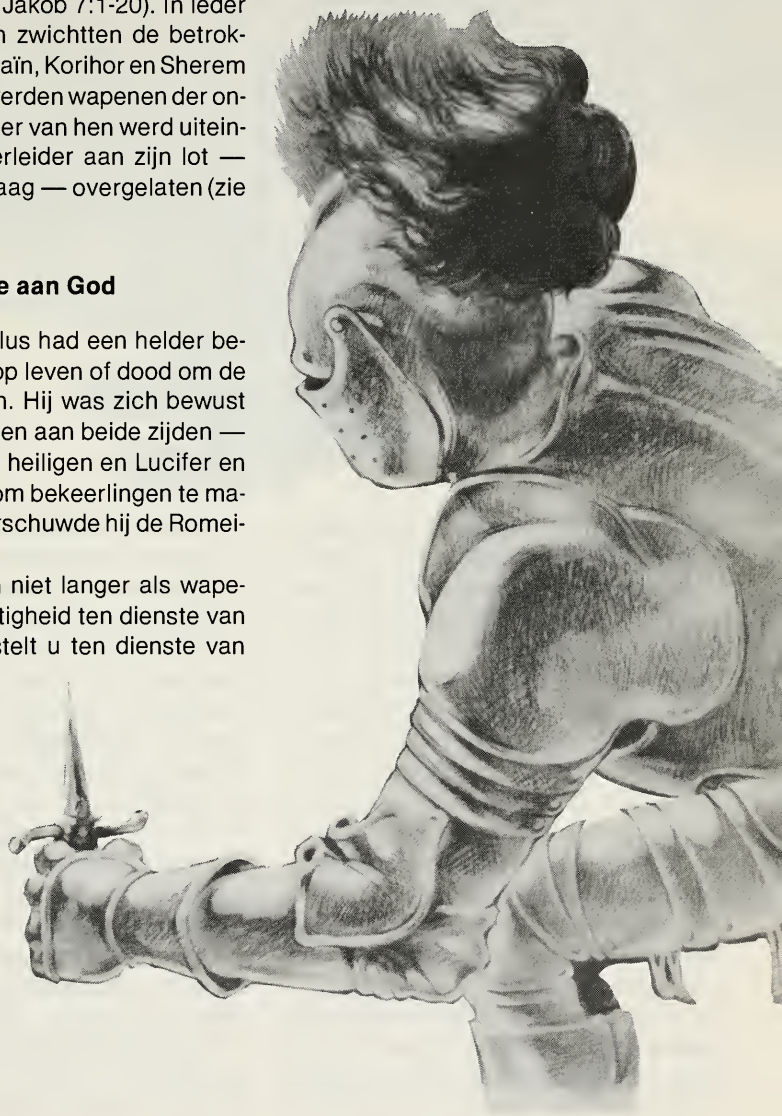 Jakob 7:1-20). In ieder
zwichtten de betrok-
aïn, Korihor en Sherem
erden wapenen der on-
er van hen werd uitein-
erleider aan zijn lot —
aag — overgelaten (zie
e aan God
lus had een helder be-
op leven of dood om de
n. Hij was zich bewust
en aan beide zijden —
heiligen en Lucifer en
om bekeerlingen te ma-
rschuwde hij de Romei-
niet langer als wape-
tigheid ten dienste van
stelt u ten dienste van